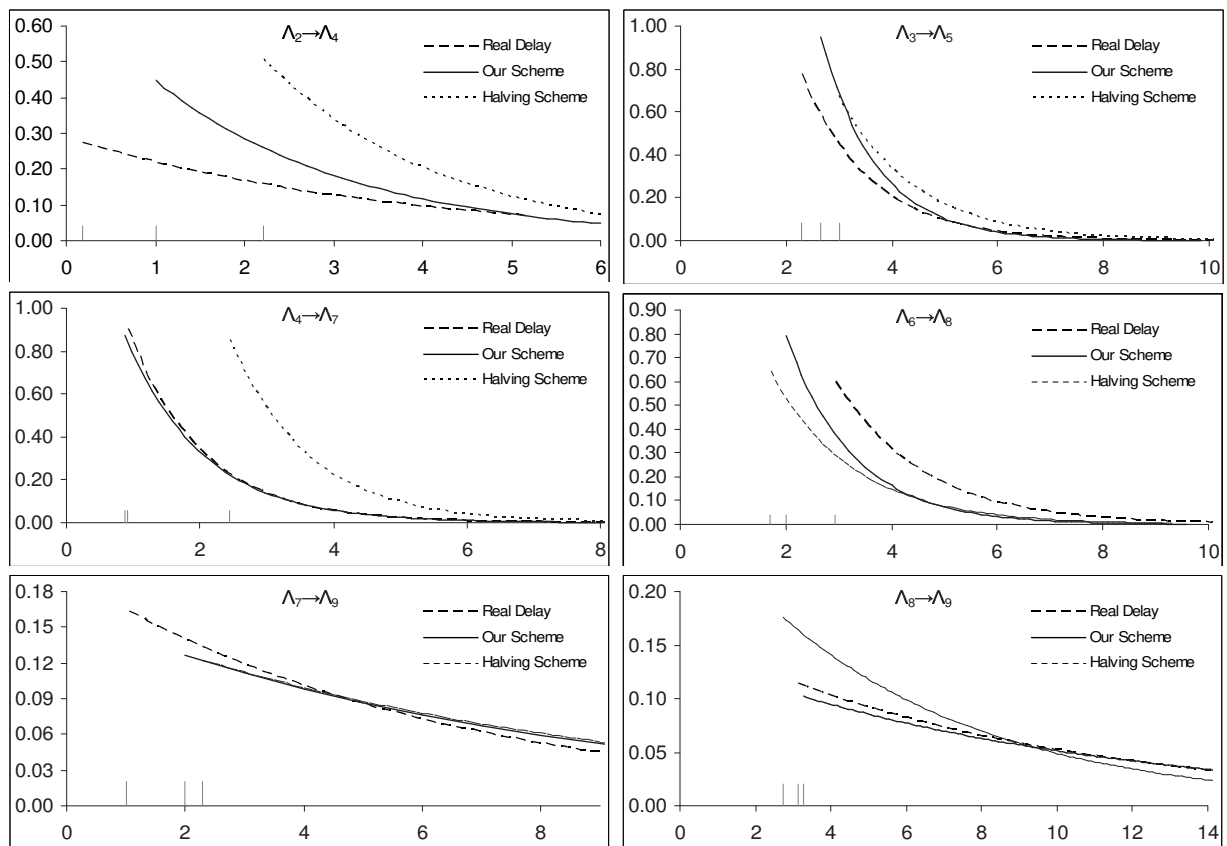 Λ2→Λ4
0.60
0.50
0.40
0.30
0.20
0.10
0.00
0 1 2 3 4 5 6
Real Delay
Our Scheme
Halving Scheme
Λ3→Λ5
1.00
0.80
0.60
0.40
0.20
0.00
0 2 4 6 8 10
Real Delay
Our Scheme
Halving Scheme
Λ4→Λ7
1.00
0.80
0.60
0.40
0.20
0.00
0 2 4 6 8
Real Delay
Our Scheme
Halving Scheme
Λ6→Λ8
0.90
0.80
0.70
0.60
0.50
0.40
0.30
0.20
0.10
0.00
0 2 4 6 8 10
Real Delay
Our Scheme
Halving Scheme
Λ7→Λ9
0.18
0.15
0.12
0.09
0.06
0.03
0.00
0 2 4 6 8
Real Delay
Our Scheme
Halving Scheme
Λ8→Λ9
0.20
0.15
0.10
0.05
0.00
0 2 4 6 8 10 12 14
Real Delay
Our Scheme
Halving Scheme